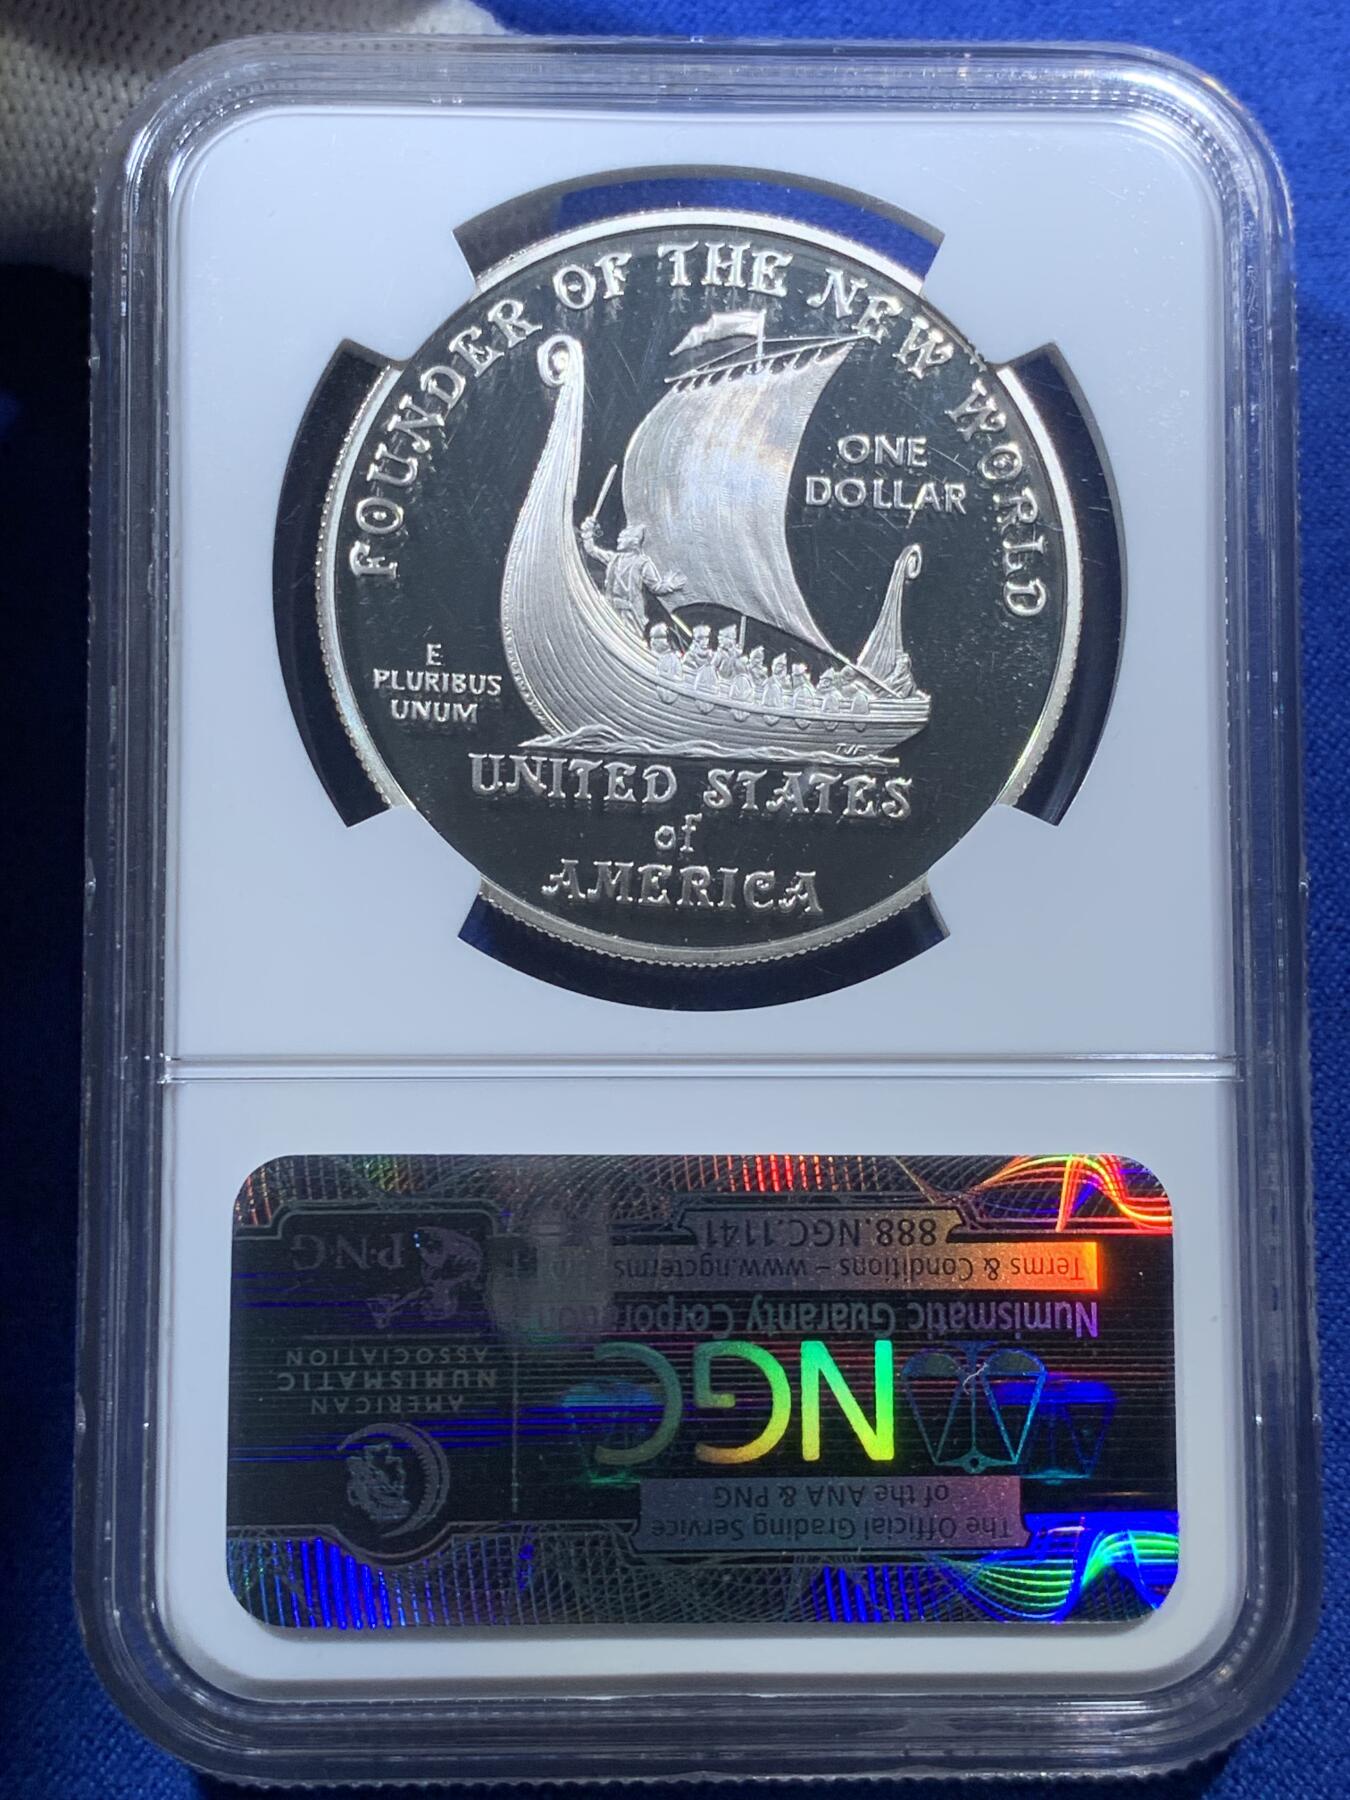 FOUNDER OF THE NEW WORLD
ONE
DOLLAR
E
PLURIBUS
UNUM
TJF
UNITED STATES
of
AMERICA
The Official Grading Service
of the ANA & PNG
NGC
Numismatic Guaranty Corporation
Terms & Conditions – www.ngcterms
888.NGC.1141
AMERICAN
NUMISMATIC
ASSOCIATION
P·N·G